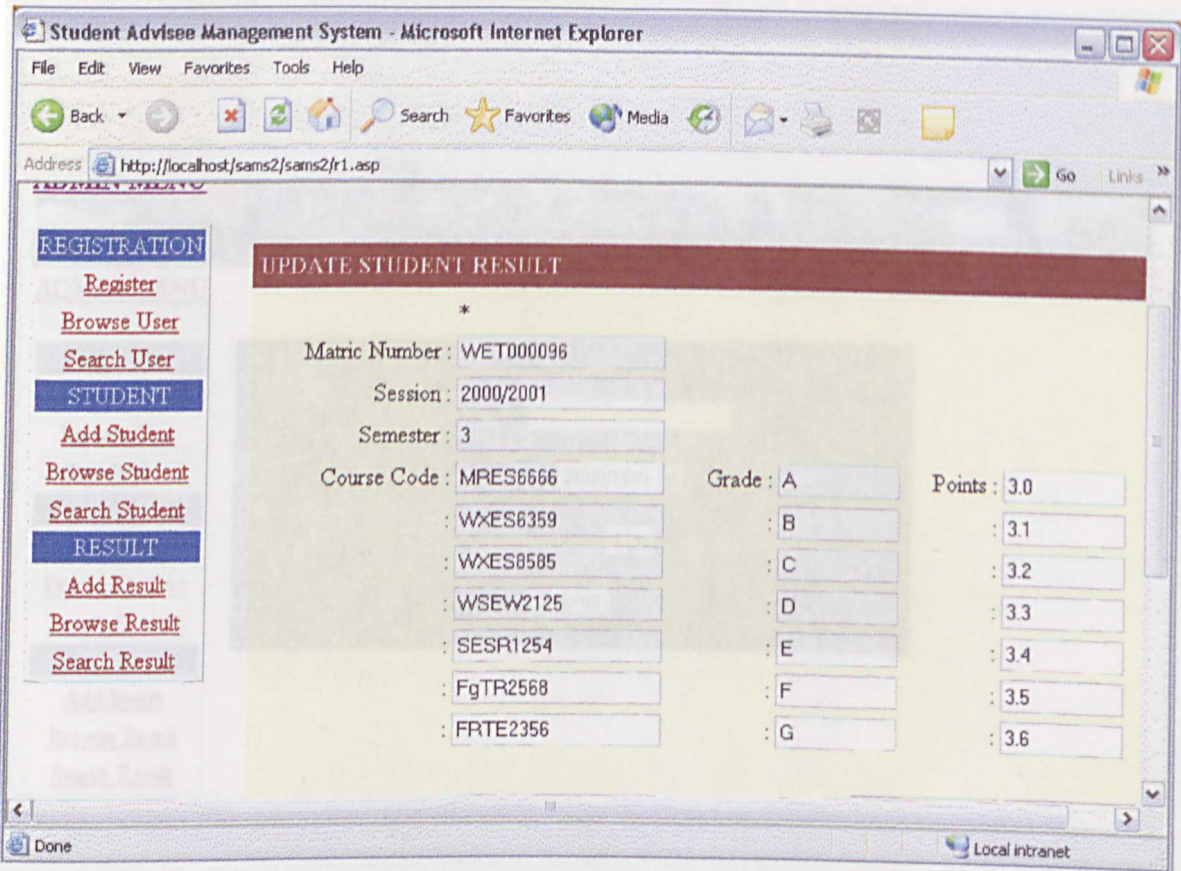 Student Advisee Management System - Microsoft Internet Explorer
File Edit View Favorites Tools Help
Back Search Favorites Media
Address http://localhost/sams2/sams2/r1.asp Go Links »
ADMIN MENU
REGISTRATION
Register
Browse User
Search User
STUDENT
Add Student
Browse Student
Search Student
RESULT
Add Result
Browse Result
Search Result
UPDATE STUDENT RESULT
*
Matric Number : WET000096
Session : 2000/2001
Semester : 3
Course Code : MRES6666 Grade : A Points : 3.0
: WXES6359 : B : 3.1
: WXES8585 : C : 3.2
: WSEW2125 : D : 3.3
: SESR1254 : E : 3.4
: FgTR2568 : F : 3.5
: FRTE2356 : G : 3.6
Done Local intranet